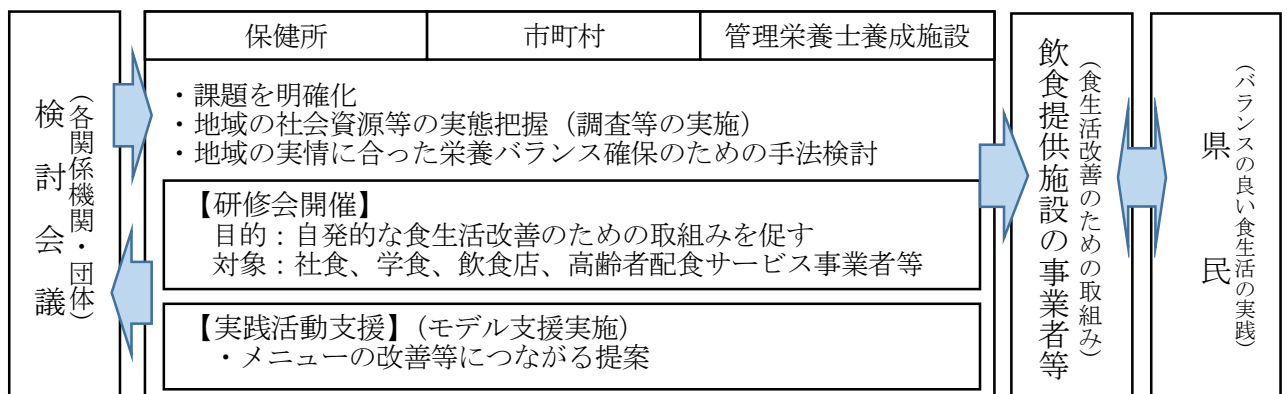 検討会議
(各関係機関・団体)
保健所
市町村
管理栄養士養成施設
・課題を明確化
・地域の社会資源等の実態把握（調査等の実施）
・地域の実情に合った栄養バランス確保のための手法検討
【研修会開催】
目的：自発的な食生活改善のための取組みを促す
対象：社食、学食、飲食店、高齢者配食サービス事業者等
【実践活動支援】（モデル支援実施）
・メニューの改善等につながる提案
飲食提供施設の事業者等
(食生活改善のための取組み)
県民
(バランスの良い食生活の実践)